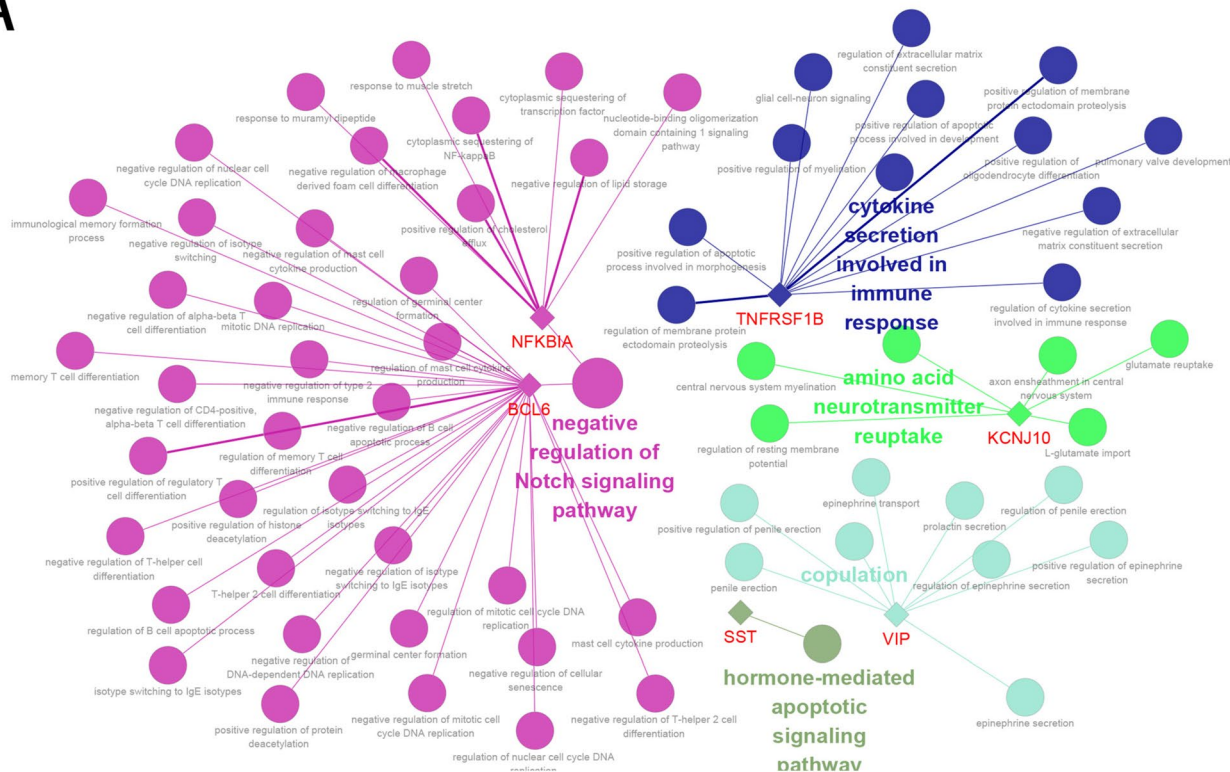 A
response to muscle stretch
response to muramyl dipeptide
cytoplasmic sequestering of
transcription factor
nucleotide-binding oligomerization
domain containing 1 signaling
pathway
cytoplasmic sequestering of
NF-kappaB
negative regulation of macrophage
derived foam cell differentiation
negative regulation of lipid storage
negative regulation of nuclear cell
cycle DNA replication
immunological memory formation
process
negative regulation of isotype
switching
negative regulation of mast cell
cytokine production
positive regulation of cholesterol
efflux
regulation of germinal center
formation
negative regulation of alpha-beta T
cell differentiation
mitotic DNA replication
NFKBIA
memory T cell differentiation
negative regulation of type 2
immune response
regulation of mast cell cytokine
production
BCL6
negative regulation of CD4-positive,
alpha-beta T cell differentiation
negative regulation of B cell
apoptotic process
negative
regulation of
Notch signaling
pathway
regulation of memory T cell
differentiation
positive regulation of regulatory T
cell differentiation
regulation of isotype switching to IgE
isotypes
positive regulation of histone
deacetylation
negative regulation of T-helper cell
differentiation
negative regulation of isotype
switching to IgE isotypes
T-helper 2 cell differentiation
regulation of B cell apoptotic process
regulation of mitotic cell cycle DNA
replication
mast cell cytokine production
germinal center formation
negative regulation of
DNA-dependent DNA replication
isotype switching to IgE isotypes
negative regulation of cellular
senescence
positive regulation of protein
deacetylation
negative regulation of mitotic cell
cycle DNA replication
negative regulation of T-helper 2 cell
differentiation
regulation of nuclear cell cycle DNA
replication
regulation of extracellular matrix
constituent secretion
glial cell-neuron signaling
positive regulation of membrane
protein ectodomain proteolysis
positive regulation of apoptotic
process involved in development
positive regulation of myelination
positive regulation of
oligodendrocyte differentiation
pulmonary valve development
cytokine
secretion
involved in
immune
response
negative regulation of extracellular
matrix constituent secretion
positive regulation of apoptotic
process involved in morphogenesis
TNFRSF1B
regulation of cytokine secretion
involved in immune response
regulation of membrane protein
ectodomain proteolysis
glutamate reuptake
central nervous system myelination
axon ensheathment in central
nervous system
amino acid
neurotransmitter
reuptake
KCNJ10
regulation of resting membrane
potential
L-glutamate import
epinephrine transport
prolactin secretion
regulation of penile erection
positive regulation of penile erection
copulation
penile erection
regulation of epinephrine secretion
positive regulation of epinephrine
secretion
SST
VIP
hormone-mediated
apoptotic
signaling
pathway
epinephrine secretion